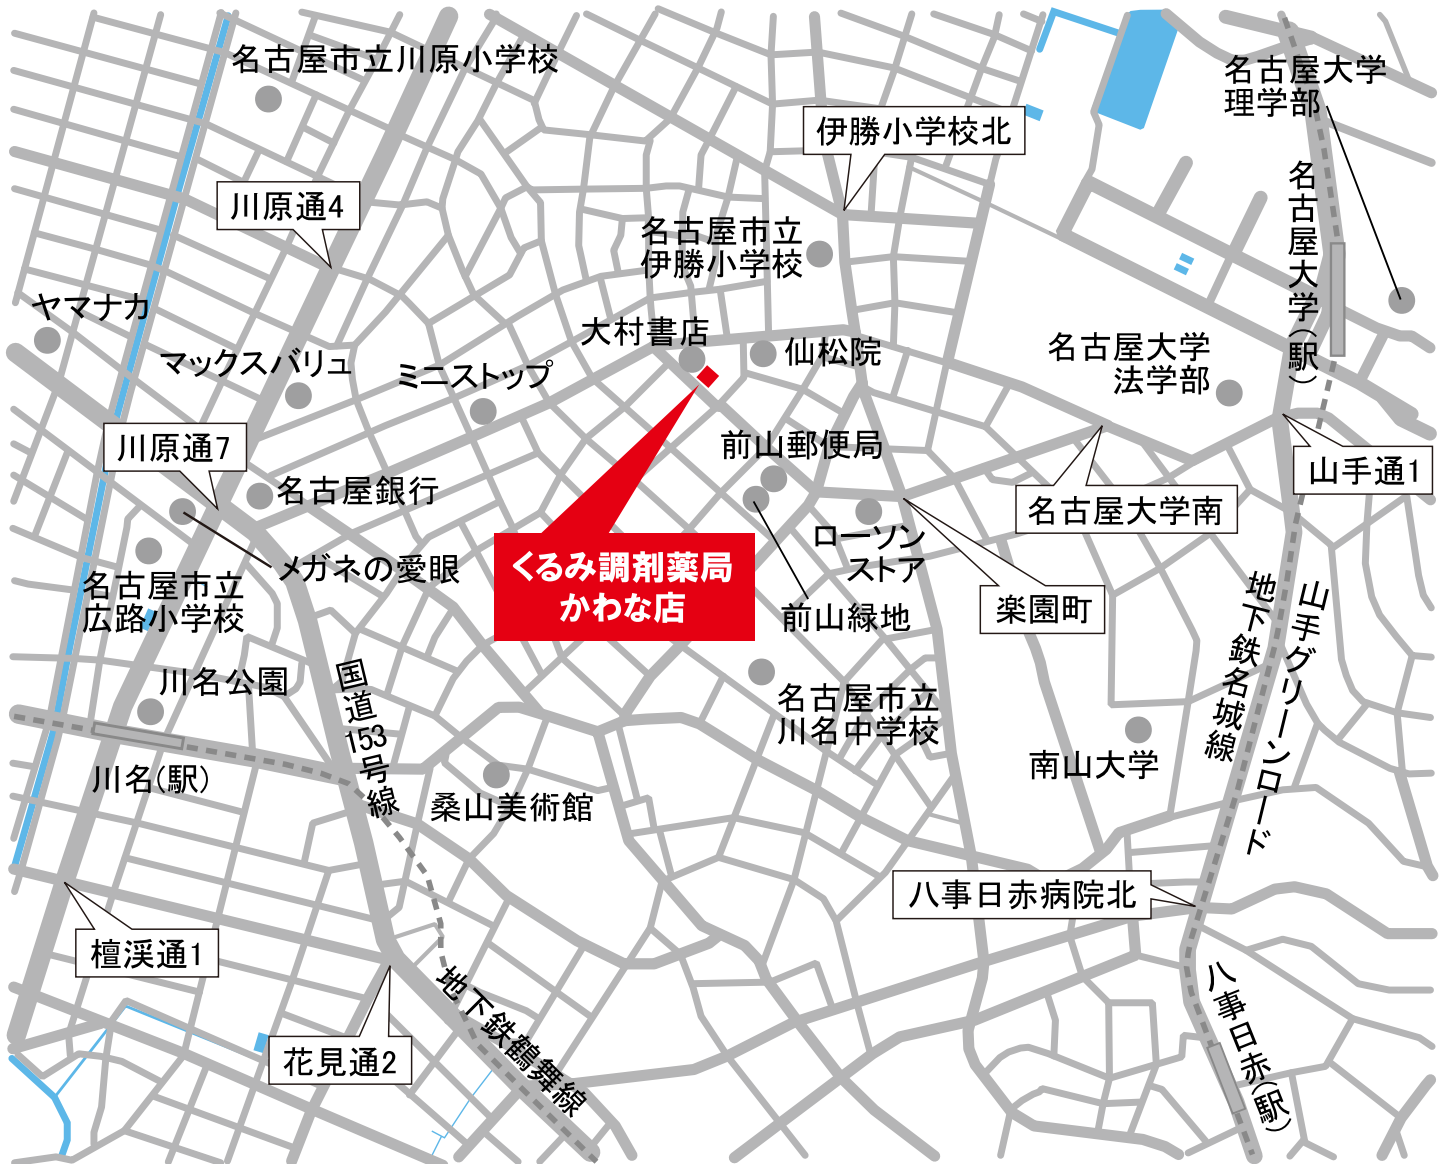 名古屋市立川原小学校
名古屋大学
理学部
伊勝小学校北
川原通4
名古屋市立
伊勝小学校
名古屋大学(駅)
ヤマナカ
大村書店
仙松院
マックスバリュ
ミニストップ
名古屋大学
法学部
川原通7
前山郵便局
山手通1
名古屋銀行
名古屋大学南
ローソン
ストア
くるみ調剤薬局
かわな店
メガネの愛眼
名古屋市立
広路小学校
前山緑地
楽園町
地下鉄名城線
山手グリーンロード
川名公園
国道153号線
名古屋市立
川名中学校
南山大学
川名(駅)
桑山美術館
八事日赤病院北
檀渓通1
地下鉄鶴舞線
八事日赤(駅)
花見通2